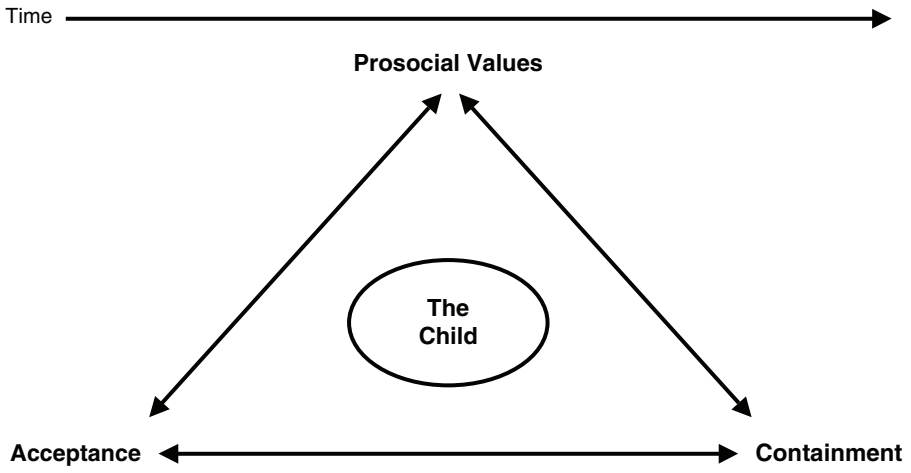 Time
Prosocial Values
The
Child
Acceptance
Containment